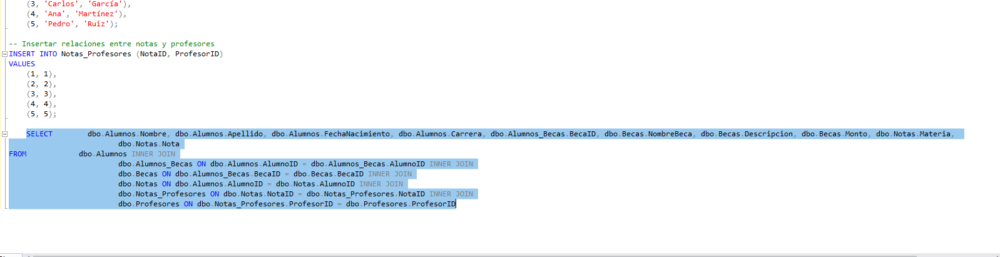 (3, 'Carlos', 'García'),
(4, 'Ana', 'Martínez'),
(5, 'Pedro', 'Ruiz');
-- Insertar relaciones entre notas y profesores
INSERT INTO Notas_Profesores (NotaID, ProfesorID)
VALUES
(1, 1),
(2, 2),
(3, 3),
(4, 4),
(5, 5);
SELECT dbo.Alumnos.Nombre, dbo.Alumnos.Apellido, dbo.Alumnos.FechaNacimiento, dbo.Alumnos.Carrera, dbo.Alumnos_Becas.BecaID, dbo.Becas.NombreBeca, dbo.Becas.Descripcion, dbo.Becas.Monto, dbo.Notas.Materia,
dbo.Notas.Nota
FROM dbo.Alumnos INNER JOIN
dbo.Alumnos_Becas ON dbo.Alumnos.AlumnoID = dbo.Alumnos_Becas.AlumnoID INNER JOIN
dbo.Becas ON dbo.Alumnos_Becas.BecaID = dbo.Becas.BecaID INNER JOIN
dbo.Notas ON dbo.Alumnos.AlumnoID = dbo.Notas.AlumnoID INNER JOIN
dbo.Notas_Profesores ON dbo.Notas.NotaID = dbo.Notas_Profesores.NotaID INNER JOIN
dbo.Profesores ON dbo.Notas_Profesores.ProfesorID = dbo.Profesores.ProfesorID